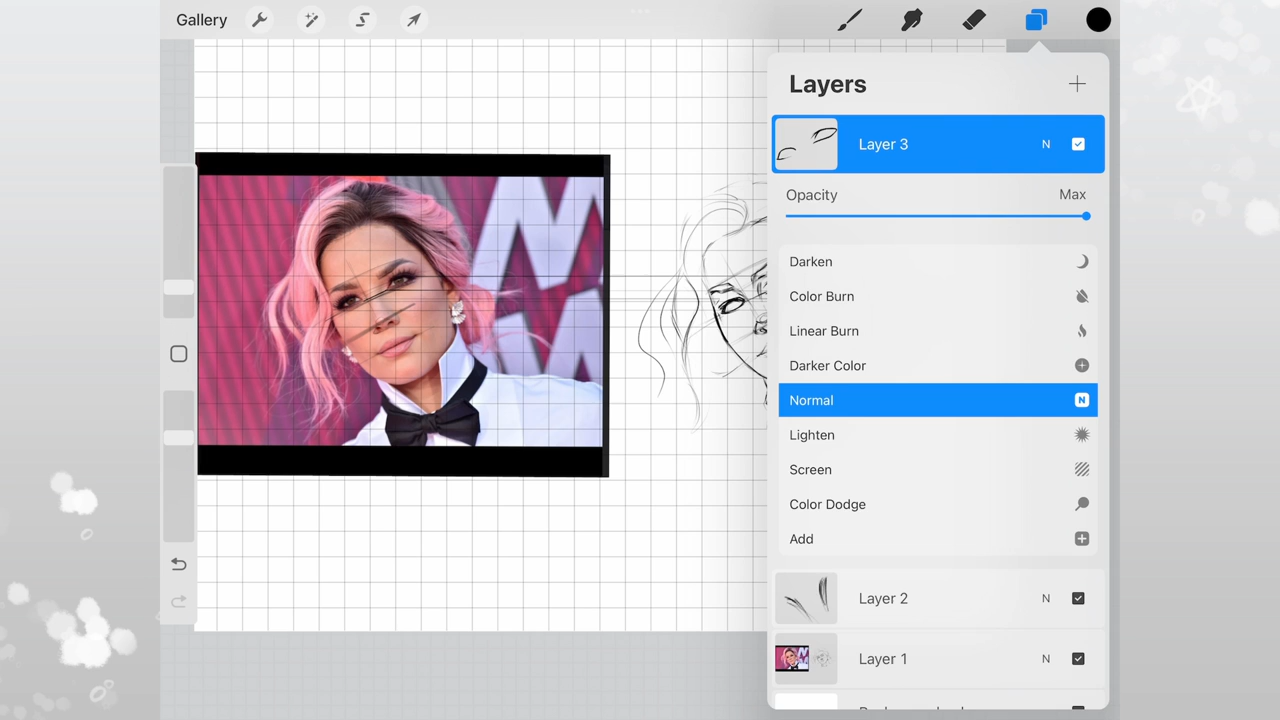 Gallery
Layers
Layer 3 N
Opacity Max
Darken
Color Burn
Linear Burn
Darker Color
Normal N
Lighten
Screen
Color Dodge
Add
Layer 2 N
Layer 1 N